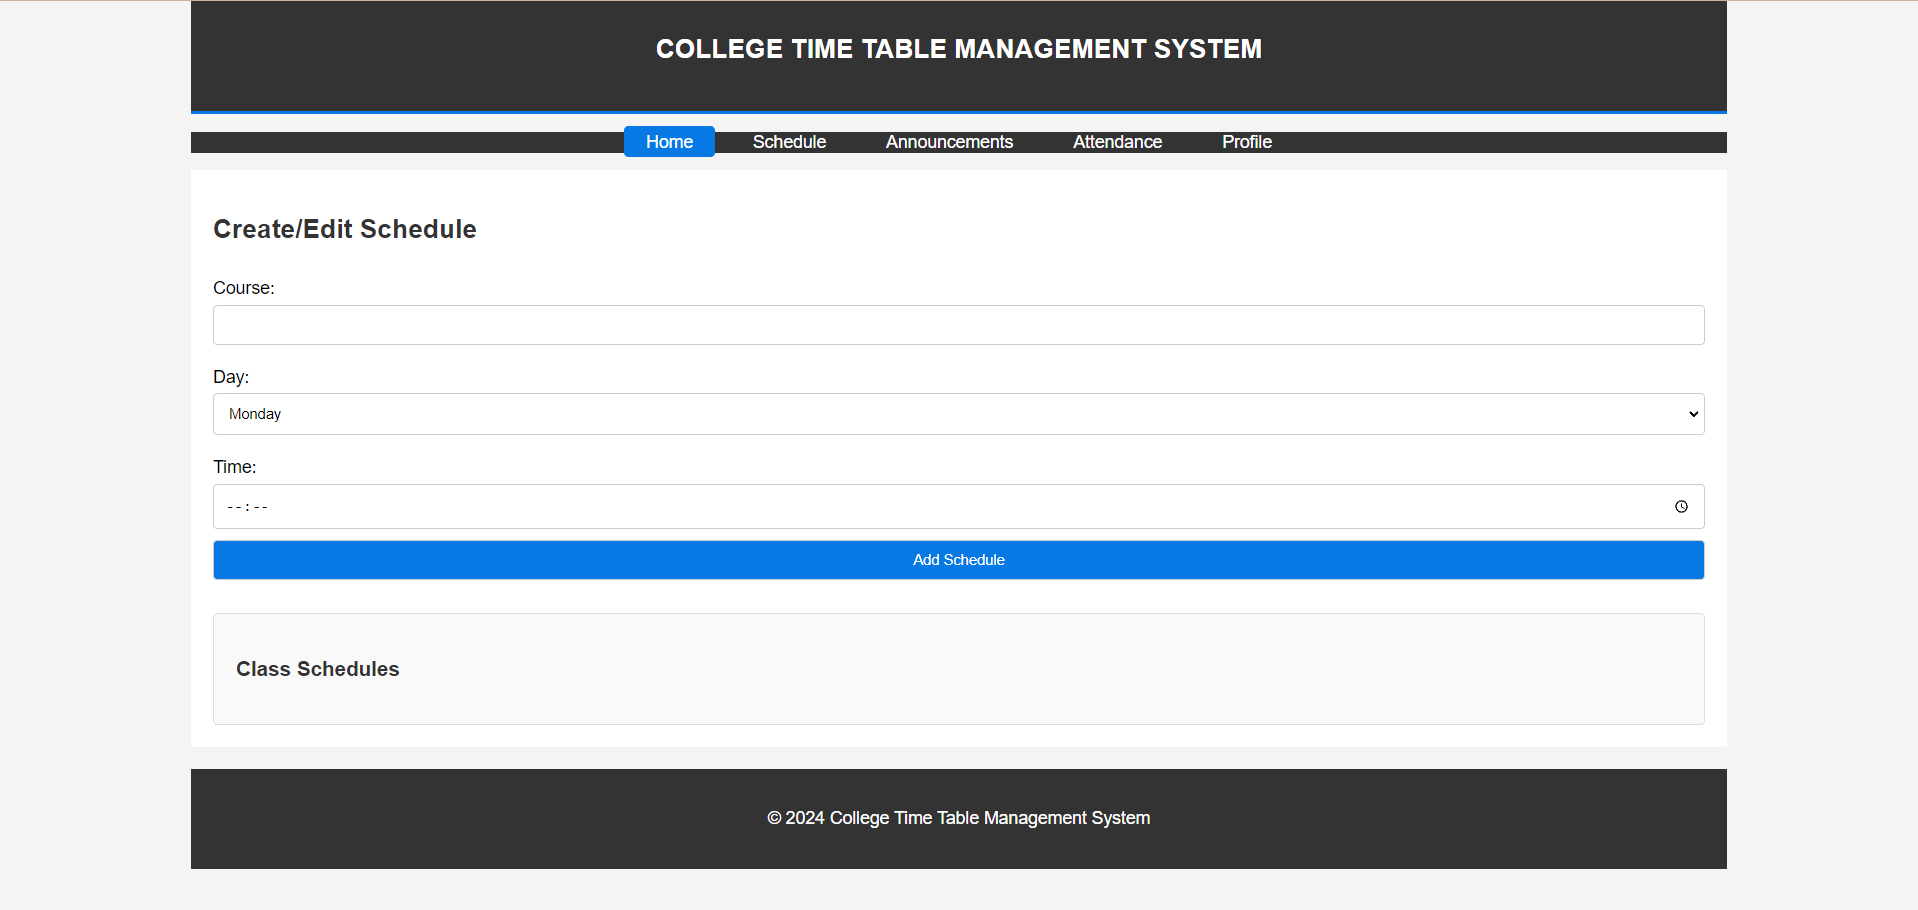 COLLEGE TIME TABLE MANAGEMENT SYSTEM
Home Schedule Announcements Attendance Profile
Create/Edit Schedule
Course:
Day:
Monday
Time:
--:--
Add Schedule
Class Schedules
© 2024 College Time Table Management System